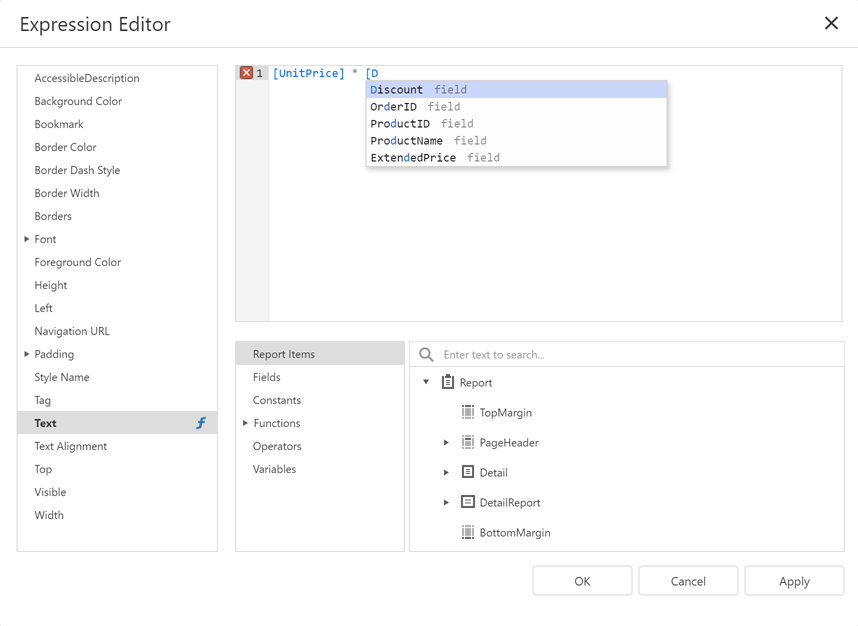 Expression Editor
AccessibleDescription
Background Color
Bookmark
Border Color
Border Dash Style
Border Width
Borders
Font
Foreground Color
Height
Left
Navigation URL
Padding
Style Name
Tag
Text
Text Alignment
Top
Visible
Width
1 [UnitPrice] * [D
Discount field
OrderID field
ProductID field
ProductName field
ExtendedPrice field
Report Items
Fields
Constants
Functions
Operators
Variables
Enter text to search...
Report
TopMargin
PageHeader
Detail
DetailReport
BottomMargin
OK Cancel Apply